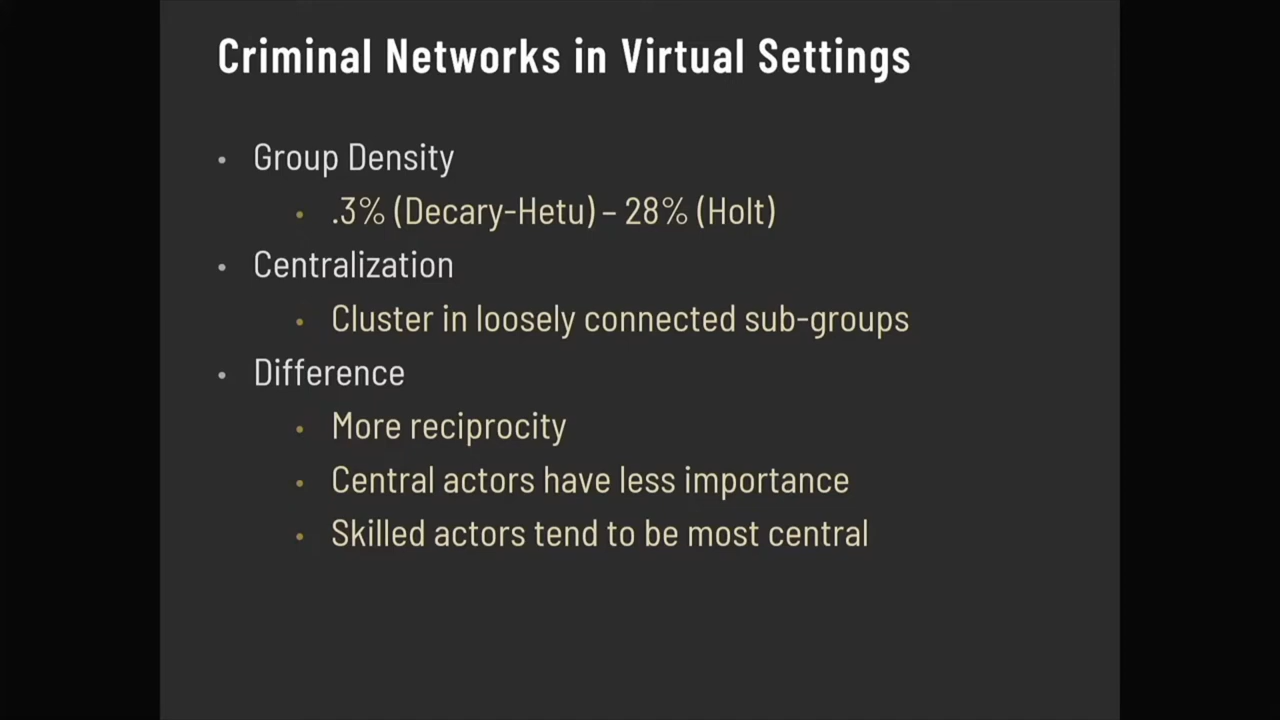 Criminal Networks in Virtual Settings
• Group Density
• .3% (Decary-Hetu) – 28% (Holt)
• Centralization
• Cluster in loosely connected sub-groups
• Difference
• More reciprocity
• Central actors have less importance
• Skilled actors tend to be most central